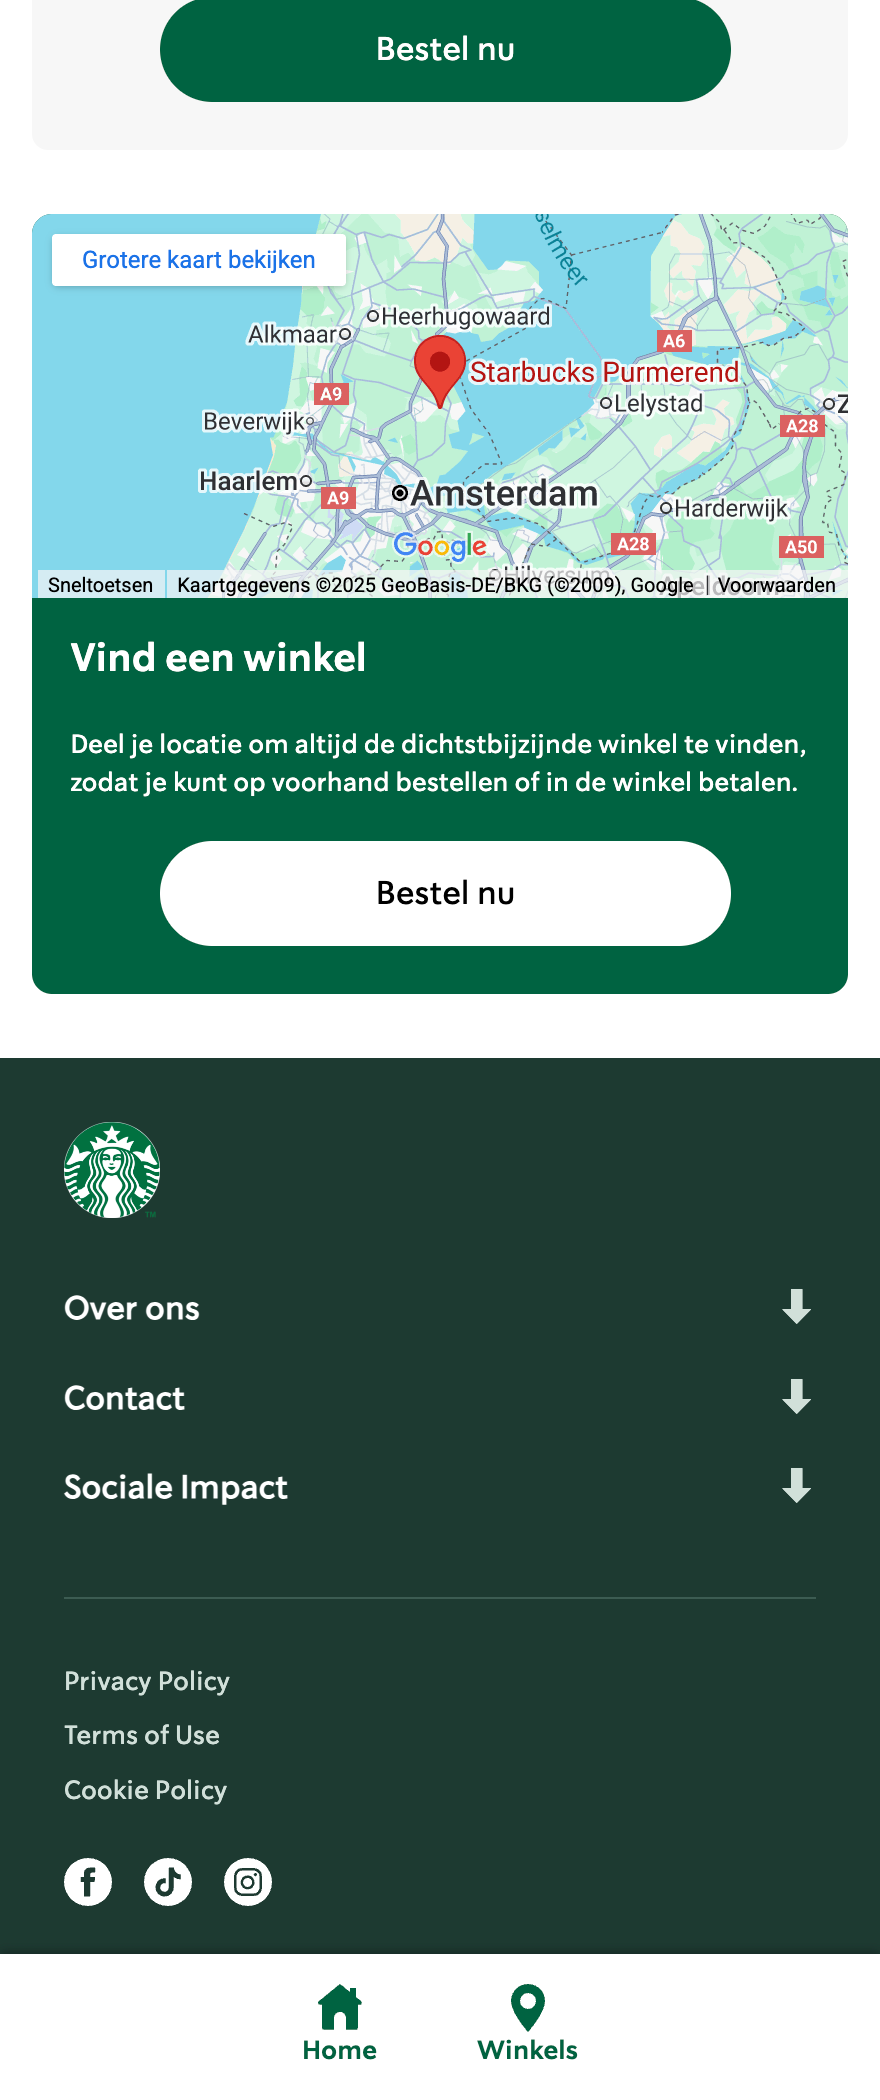 Bestel nu
Grotere kaart bekijken
Selmeer
Heerhugowaard
Alkmaar
A6
Starbucks Purmerend
A9
Lelystad
Z
Beverwijk
A28
Haarlem
A9
Amsterdam
Harderwijk
Google
A28
A50
Hilversum
Apeldoorn
Sneltoetsen
Kaartgegevens ©2025 GeoBasis-DE/BKG (©2009), Google
Voorwaarden
Vind een winkel
Deel je locatie om altijd de dichtstbijzijnde winkel te vinden,
zodat je kunt op voorhand bestellen of in de winkel betalen.
Bestel nu
TM
Over ons
Contact
Sociale Impact
Privacy Policy
Terms of Use
Cookie Policy
Home
Winkels